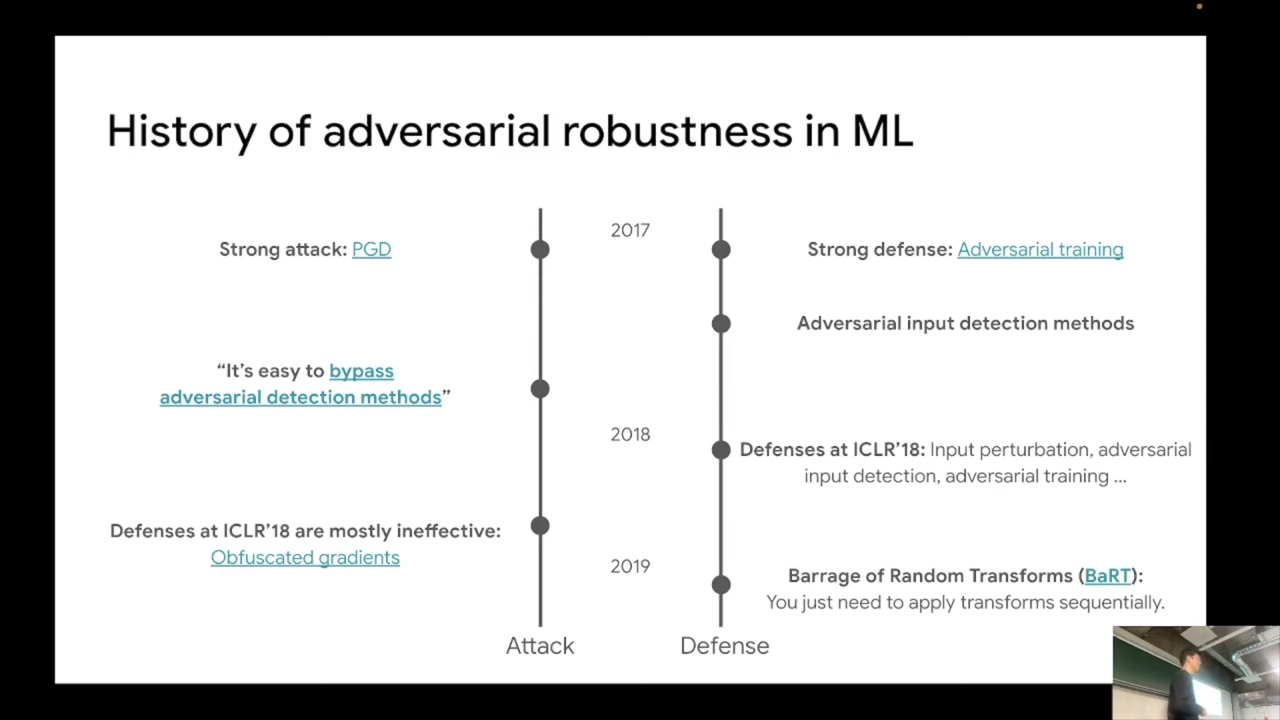 History of adversarial robustness in ML
2017
Strong attack: PGD
Strong defense: Adversarial training
Adversarial input detection methods
“It’s easy to bypass
adversarial detection methods”
2018
Defenses at ICLR’18: Input perturbation, adversarial
input detection, adversarial training ...
Defenses at ICLR’18 are mostly ineffective:
Obfuscated gradients
2019
Barrage of Random Transforms (BaRT):
You just need to apply transforms sequentially.
Attack
Defense